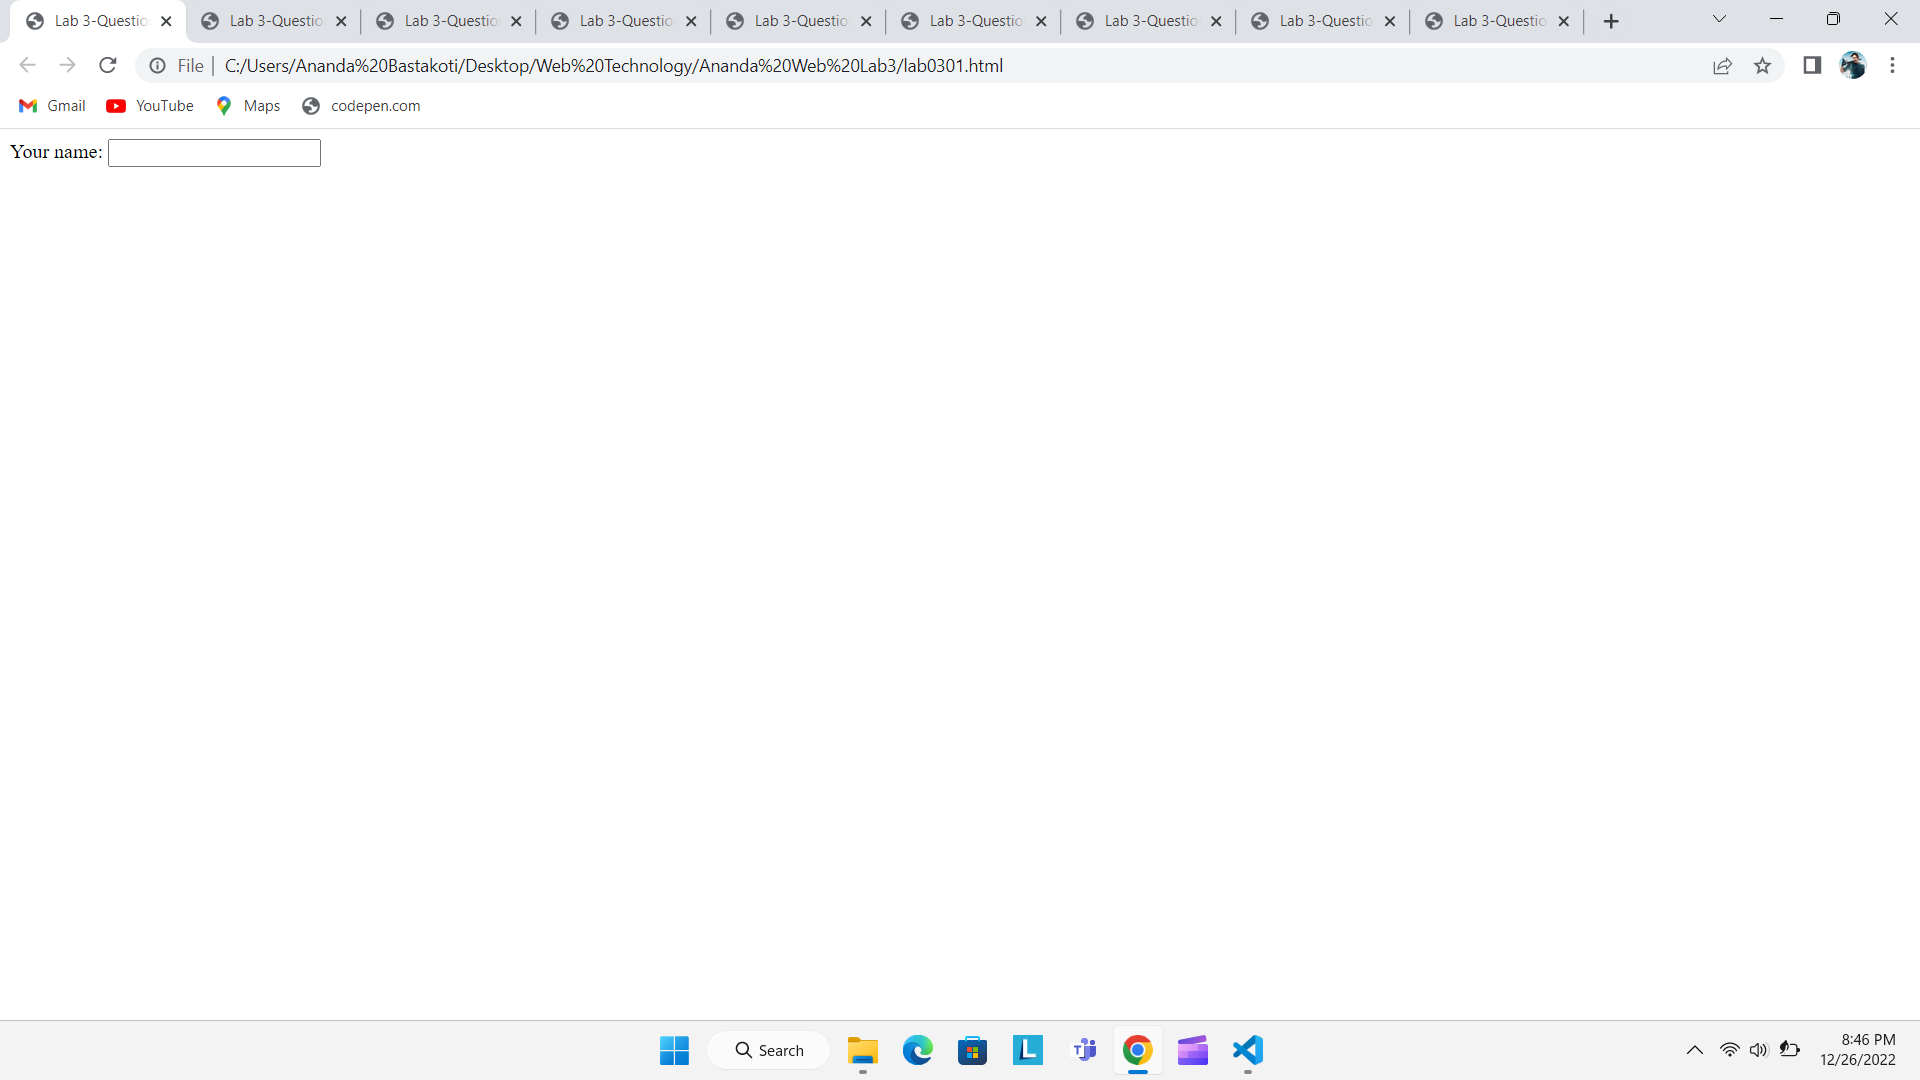 Lab 3-Questio Lab 3-Questio Lab 3-Questio Lab 3-Questio Lab 3-Questio Lab 3-Questio Lab 3-Questio Lab 3-Questio Lab 3-Questio
File C:/Users/Ananda%20Bastakoti/Desktop/Web%20Technology/Ananda%20Web%20Lab3/lab0301.html
Gmail YouTube Maps codepen.com
Your name:
Search
8:46 PM
12/26/2022